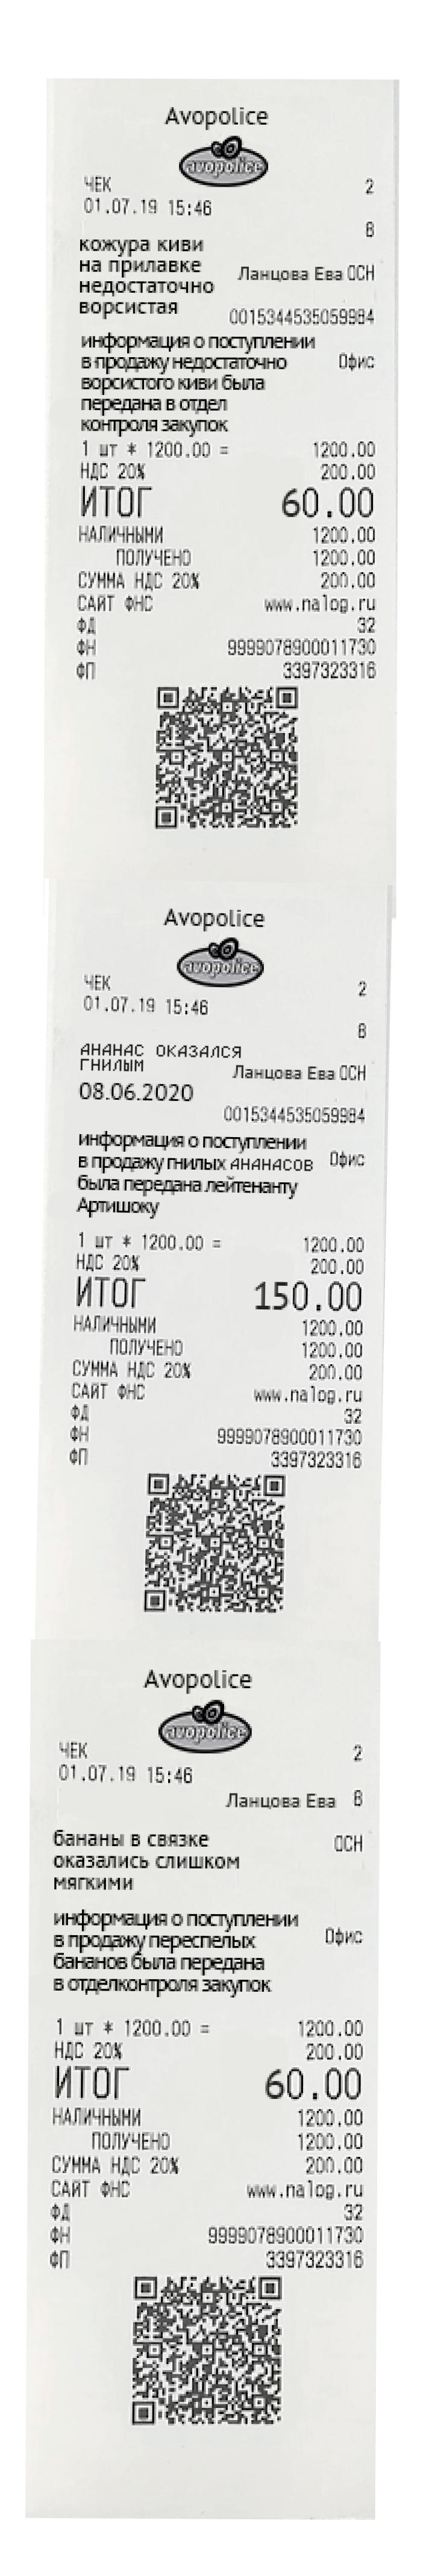 Avopolice
avopolice
ЧЕК 2
01.07.19 15:46
8
кожура киви
на прилавке
недостаточно Ланцова Ева ОСН
ворсистая
0015344535059984
информация о поступлении
в продажу недостаточно Офис
ворсистого киви была
передана в отдел
контроля закупок
1 шт * 1200.00 = 1200.00
НДС 20% 200.00
ИТОГ 60.00
НАЛИЧНЫМИ 1200.00
ПОЛУЧЕНО 1200.00
СУММА НДС 20% 200.00
САЙТ ФНС www.nalog.ru
ФД 32
ФН 9999078900011730
ФП 3397323316
Avopolice
avopolice
ЧЕК 2
01.07.19 15:46
8
АНАНАС ОКАЗАЛСЯ
ГНИЛЫМ Ланцова Ева ОСН
08.06.2020
0015344535059984
информация о поступлении
в продажу гнилых АНАНАСОВ Офис
была передана лейтенанту
Артишоку
1 шт * 1200.00 = 1200.00
НДС 20% 200.00
ИТОГ 150.00
НАЛИЧНЫМИ 1200.00
ПОЛУЧЕНО 1200.00
СУММА НДС 20% 200.00
САЙТ ФНС www.nalog.ru
ФД 32
ФН 9999078900011730
ФП 3397323316
Avopolice
avopolice
ЧЕК 2
01.07.19 15:46
Ланцова Ева 8
бананы в связке ОСН
оказались слишком
мягкими
информация о поступлении
в продажу переспелых Офис
бананов была передана
в отделконтроля закупок
1 шт * 1200.00 = 1200.00
НДС 20% 200.00
ИТОГ 60.00
НАЛИЧНЫМИ 1200.00
ПОЛУЧЕНО 1200.00
СУММА НДС 20% 200.00
САЙТ ФНС www.nalog.ru
ФД 32
ФН 9999078900011730
ФП 3397323316